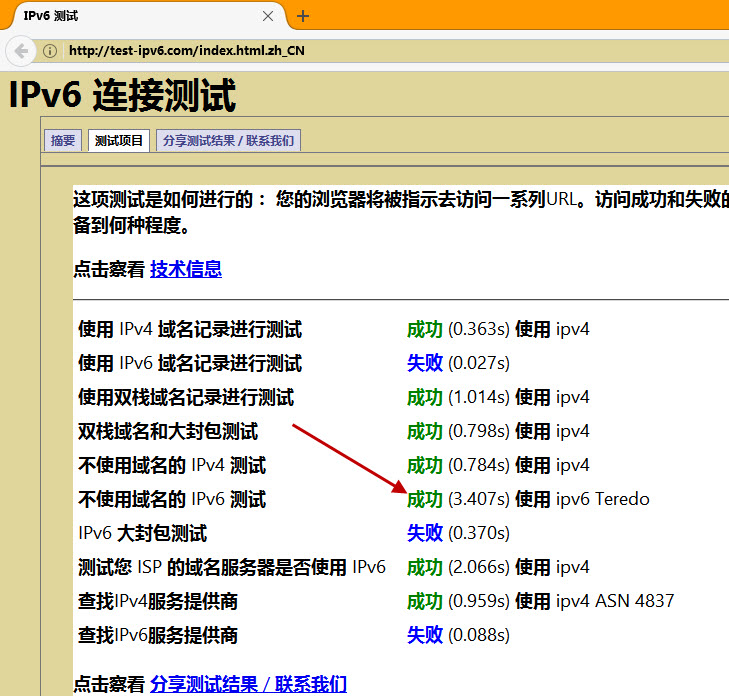 IPv6 测试
http://test-ipv6.com/index.html.zh_CN
IPv6 连接测试
摘要 测试项目 分享测试结果 / 联系我们
这项测试是如何进行的： 您的浏览器将被指示去访问一系列URL。访问成功和失败的
备到何种程度。
点击察看 技术信息
使用 IPv4 域名记录进行测试 成功 (0.363s) 使用 ipv4
使用 IPv6 域名记录进行测试 失败 (0.027s)
使用双栈域名记录进行测试 成功 (1.014s) 使用 ipv4
双栈域名和大封包测试 成功 (0.798s) 使用 ipv4
不使用域名的 IPv4 测试 成功 (0.784s) 使用 ipv4
不使用域名的 IPv6 测试 成功 (3.407s) 使用 ipv6 Teredo
IPv6 大封包测试 失败 (0.370s)
测试您 ISP 的域名服务器是否使用 IPv6 成功 (2.066s) 使用 ipv4
查找IPv4服务提供商 成功 (0.959s) 使用 ipv4 ASN 4837
查找IPv6服务提供商 失败 (0.088s)
点击察看 分享测试结果 / 联系我们